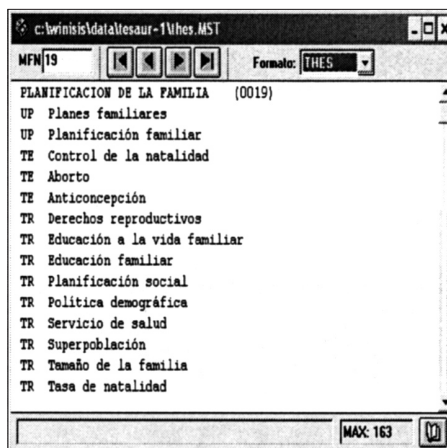 c:\winisis\data\tesaur-1\thes.MST
MFN 19 Formato: THES
PLANIFICACION DE LA FAMILIA (0019)
UP Planes familiares
UP Planificación familiar
TE Control de la natalidad
TE Aborto
TE Anticoncepción
TR Derechos reproductivos
TR Educación a la vida familiar
TR Educación familiar
TR Planificación social
TR Política demográfica
TR Servicio de salud
TR Superpoblación
TR Tamaño de la familia
TR Tasa de natalidad
MAX: 163